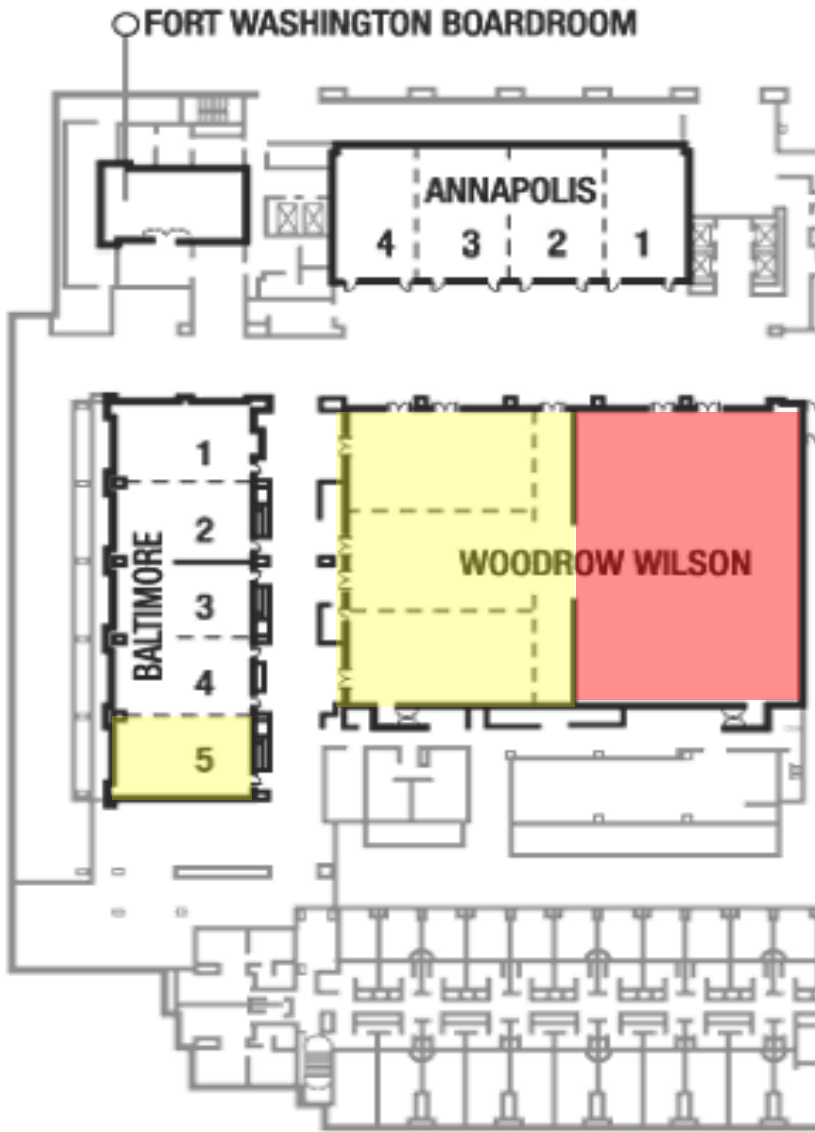 FORT WASHINGTON BOARDROOM
ANNAPOLIS
4 3 2 1
BALTIMORE
1
2
3
4
5
WOODROW WILSON